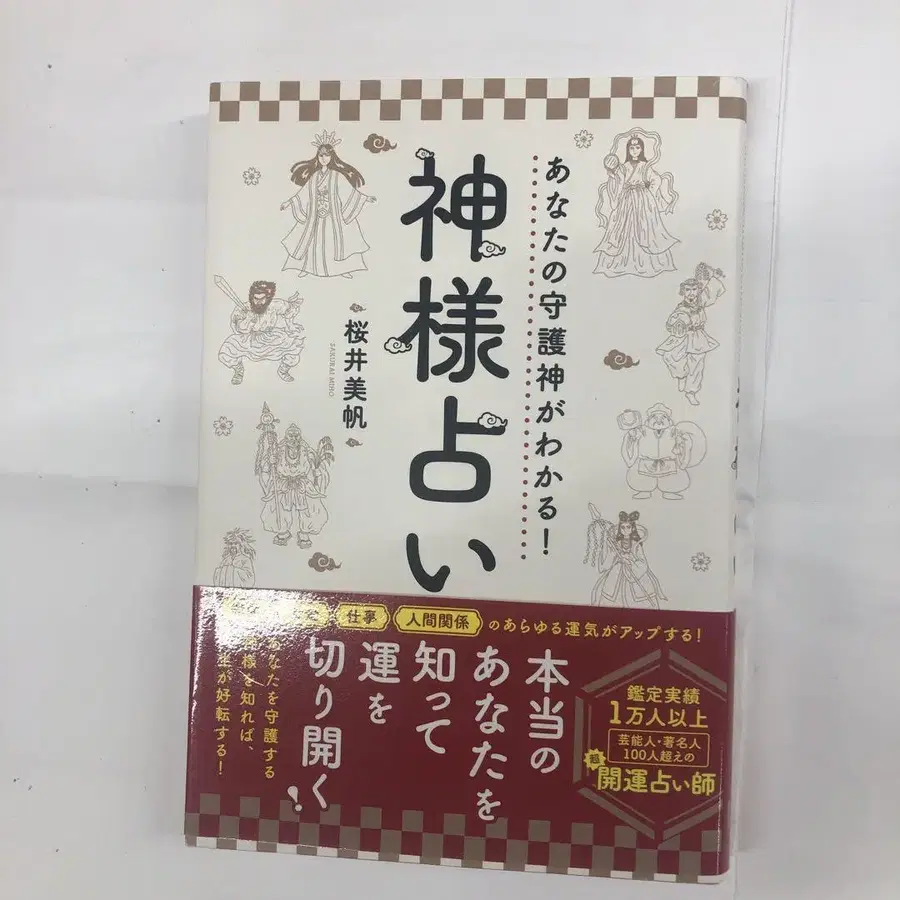 あなたの守護神がわかる!
神様占い
桜井美帆
SAKURAI MIHO
仕事
人間関係
のあらゆる運気がアップする!
本当の
あなたを
知って
運を
切り開く!
あなたを守護する
神様を知れば、
人生が好転する!
鑑定実績
1万人以上
芸能人・著名人
100人超えの
開運占い師